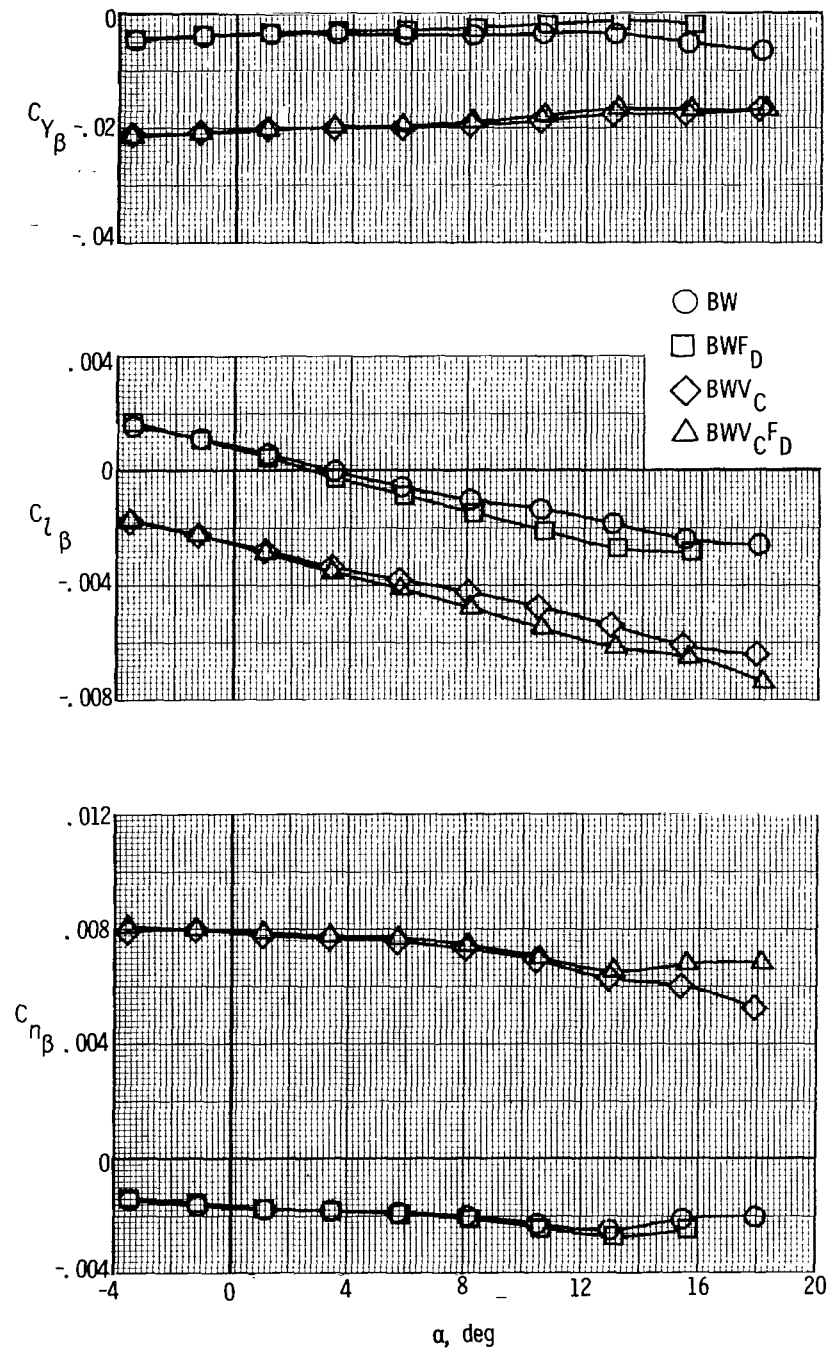 0
C_Yβ -.02
-.04
○ BW
□ BWF_D
◇ BWV_C
△ BWV_CF_D
.004
0
C_lβ
-.004
-.008
.012
.008
C_nβ .004
0
-.004
-4 0 4 8 12 16 20
α, deg